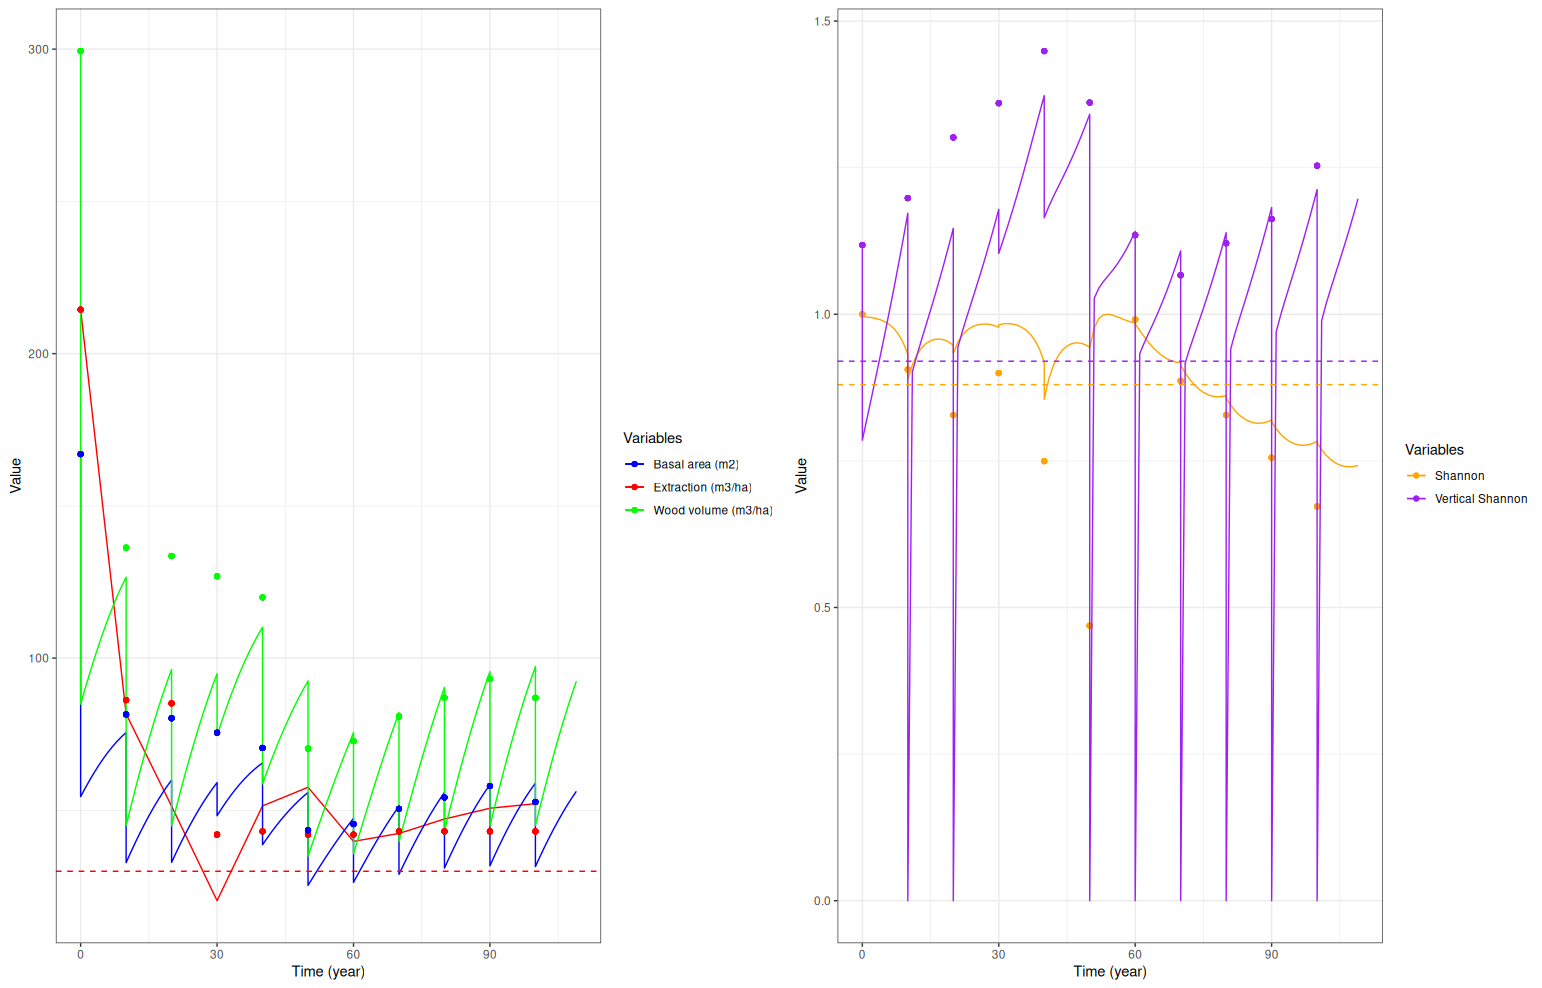 300
200
100
0
30
60
90
Value
Time (year)
Variables
Basal area (m2)
Extraction (m3/ha)
Wood volume (m3/ha)
1.5
1.0
0.5
0.0
0
30
60
90
Value
Time (year)
Variables
Shannon
Vertical Shannon